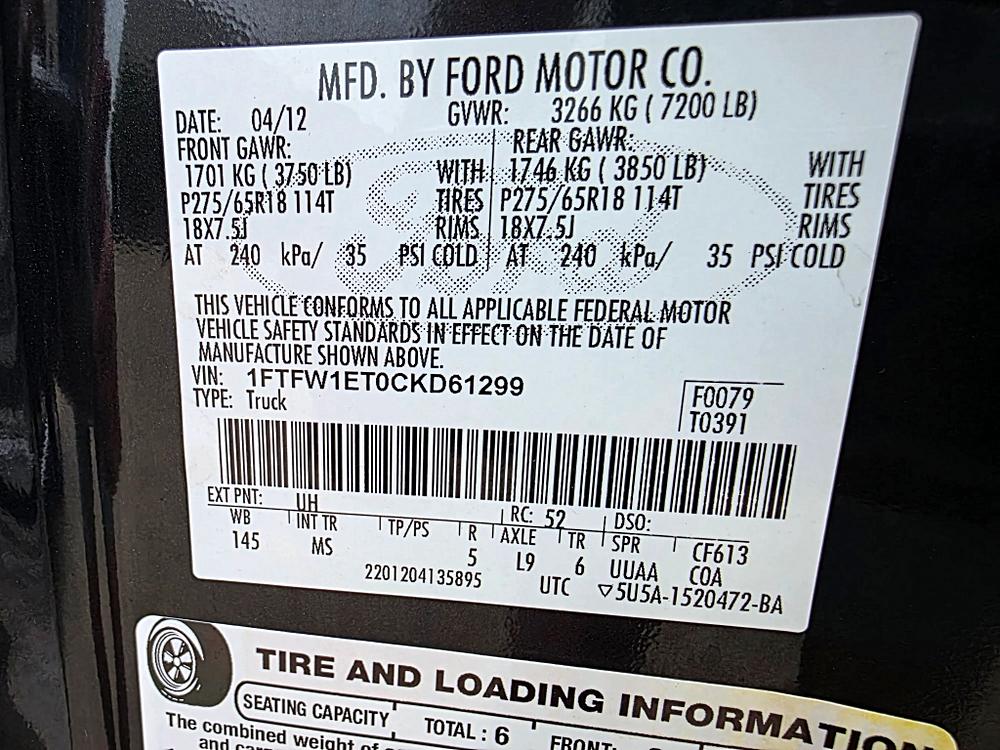 MFD. BY FORD MOTOR CO.
DATE: 04/12 GVWR: 3266 KG ( 7200 LB)
FRONT GAWR: REAR GAWR:
1701 KG ( 3750 LB) WITH 1746 KG ( 3850 LB) WITH
P275/65R18 114T TIRES P275/65R18 114T TIRES
18X7.5J RIMS 18X7.5J RIMS
AT 240 kPa/ 35 PSI COLD AT 240 kPa/ 35 PSI COLD
THIS VEHICLE CONFORMS TO ALL APPLICABLE FEDERAL MOTOR
VEHICLE SAFETY STANDARDS IN EFFECT ON THE DATE OF
MANUFACTURE SHOWN ABOVE.
VIN: 1FTFW1ET0CKD61299
TYPE: Truck
F0079
T0391
EXT PNT: UH RC: 52 DSO:
WB INT TR TP/PS R AXLE TR SPR CF613
145 MS 5 L9 6 UUAA COA
2201204135895 UTC ▽5U5A-1520472-BA
TIRE AND LOADING INFORMATION
SEATING CAPACITY TOTAL : 6 FRONT:
The combined weight of
and